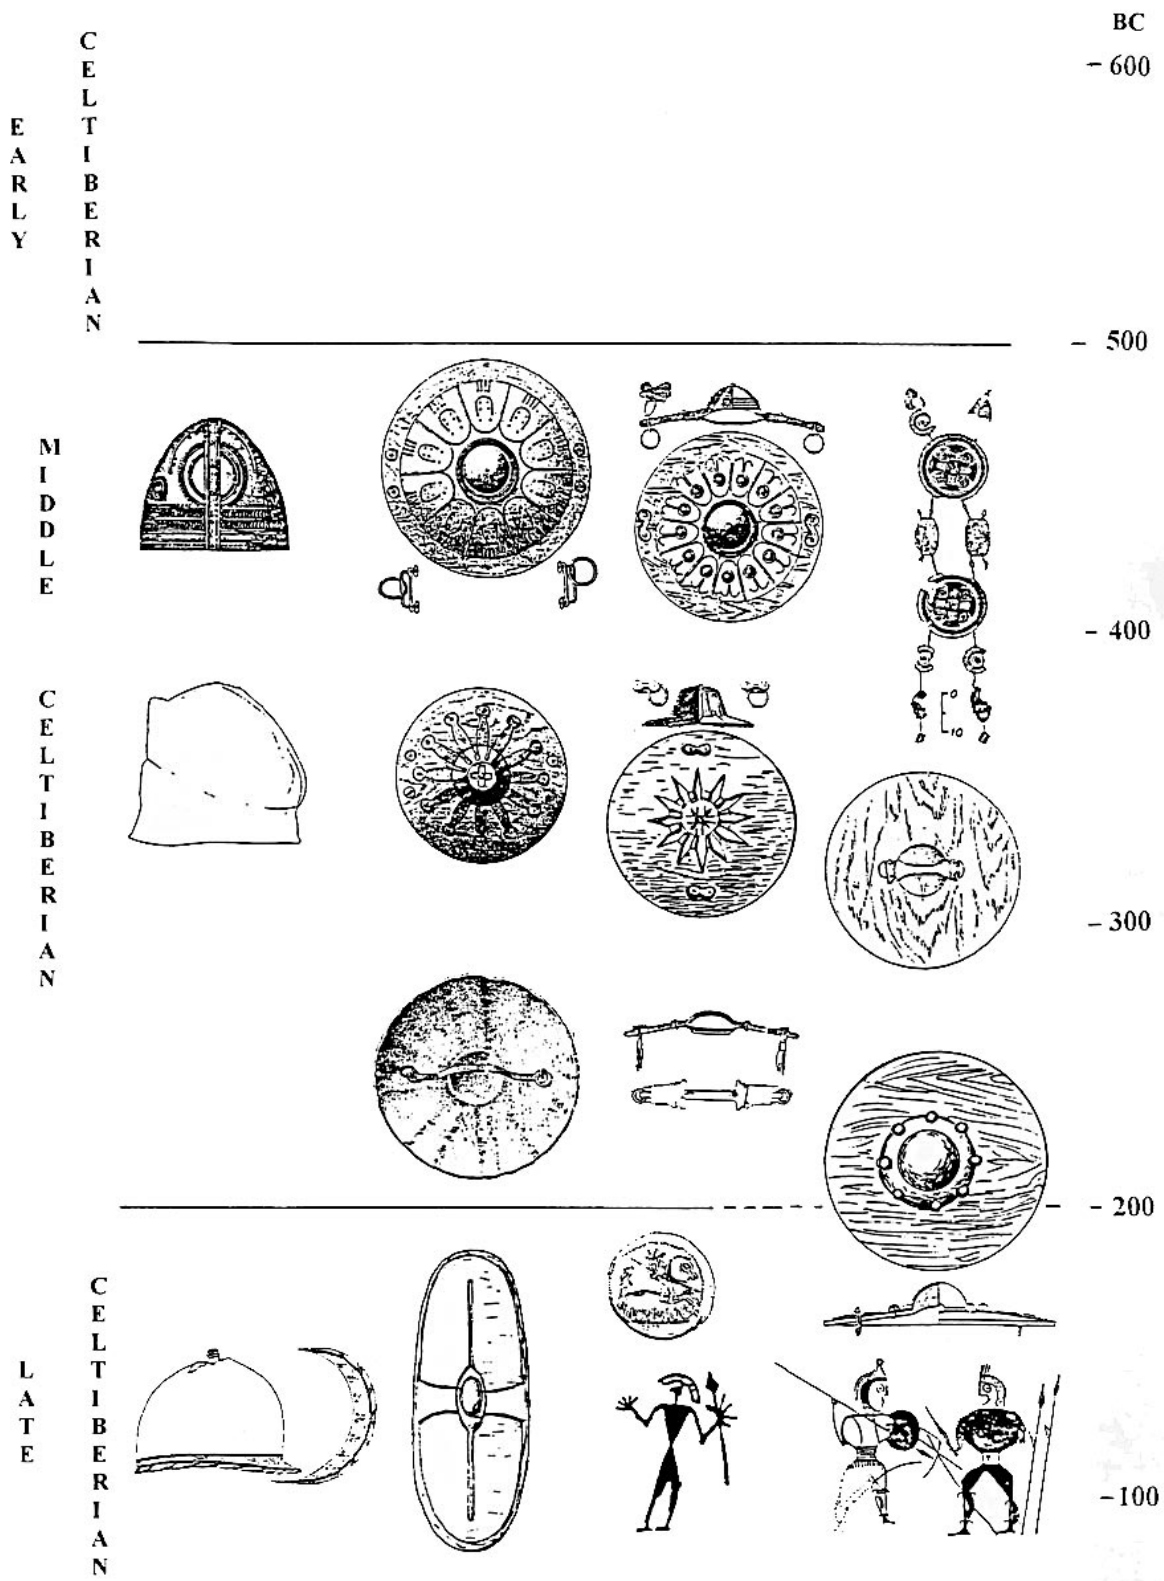 BC
- 600
EARLY
CELTIBERIAN
- 500
MIDDLE
CELTIBERIAN
- 400
0
10
- 300
- 200
LATE
CELTIBERIAN
- 100